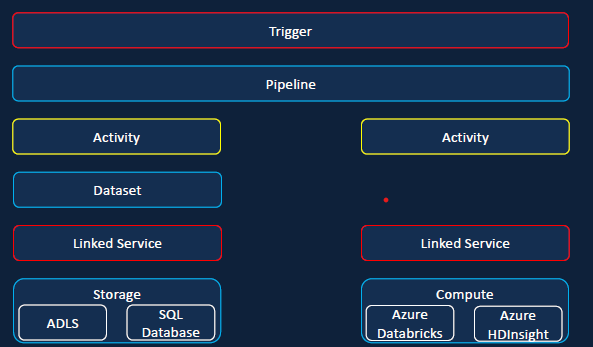 Trigger
Pipeline
Activity
Activity
Dataset
Linked Service
Linked Service
Storage
ADLS
SQL
Database
Compute
Azure
Databricks
Azure
HDInsight